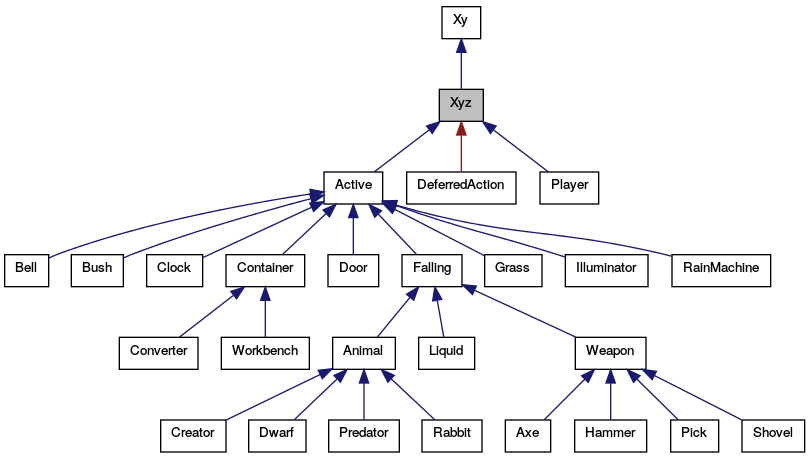 Xy
Xyz
Active
DeferredAction
Player
Bell
Bush
Clock
Container
Door
Falling
Grass
Illuminator
RainMachine
Converter
Workbench
Animal
Liquid
Weapon
Creator
Dwarf
Predator
Rabbit
Axe
Hammer
Pick
Shovel